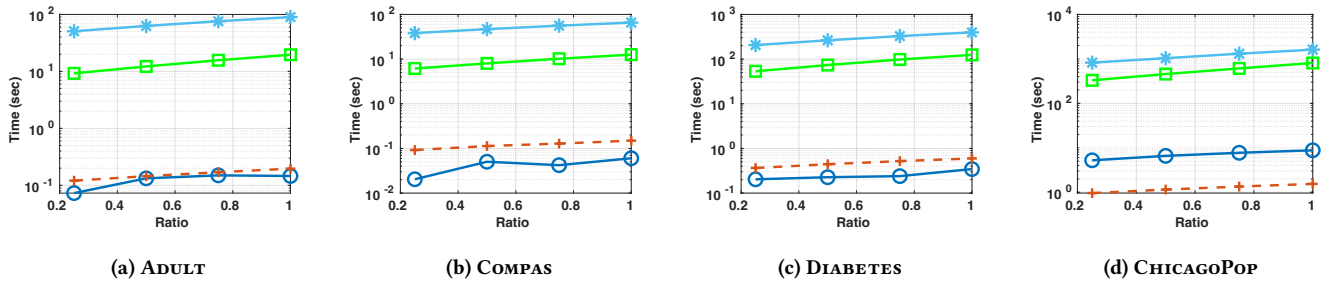 10 2
10 1
10 0
10 -1
Time (sec)
0.2 0.4 0.6 0.8 1
Ratio
(a) ADULT
10 2
10 1
10 0
10 -1
10 -2
Time (sec)
0.2 0.4 0.6 0.8 1
Ratio
(b) COMPAS
10 3
10 2
10 1
10 0
10 -1
Time (sec)
0.2 0.4 0.6 0.8 1
Ratio
(c) DIABETES
10 4
10 2
10 0
Time (sec)
0.2 0.4 0.6 0.8 1
Ratio
(d) CHICAGOPOP